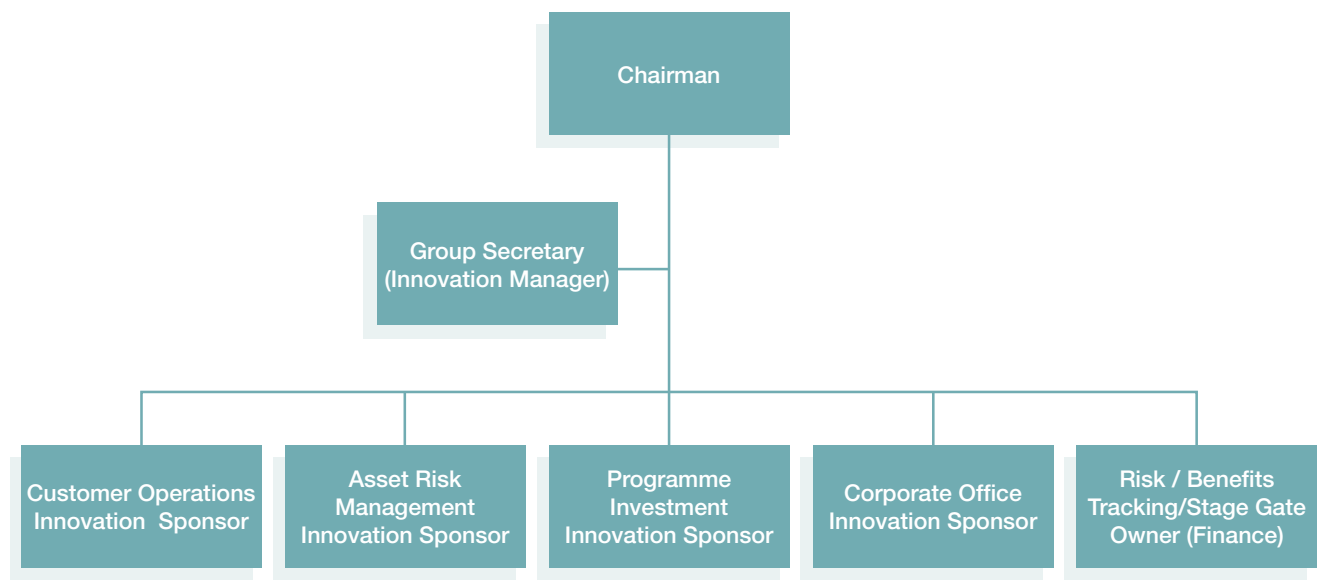 Chairman
Group Secretary
(Innovation Manager)
Customer Operations
Innovation Sponsor
Asset Risk
Management
Innovation Sponsor
Programme
Investment
Innovation Sponsor
Corporate Office
Innovation Sponsor
Risk / Benefits
Tracking/Stage Gate
Owner (Finance)